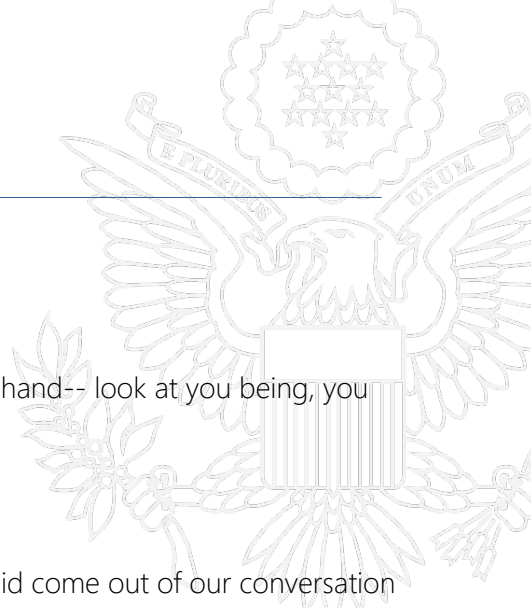 E PLURIBUS
UNUM
hand-- look at you being, you
id come out of our conversation